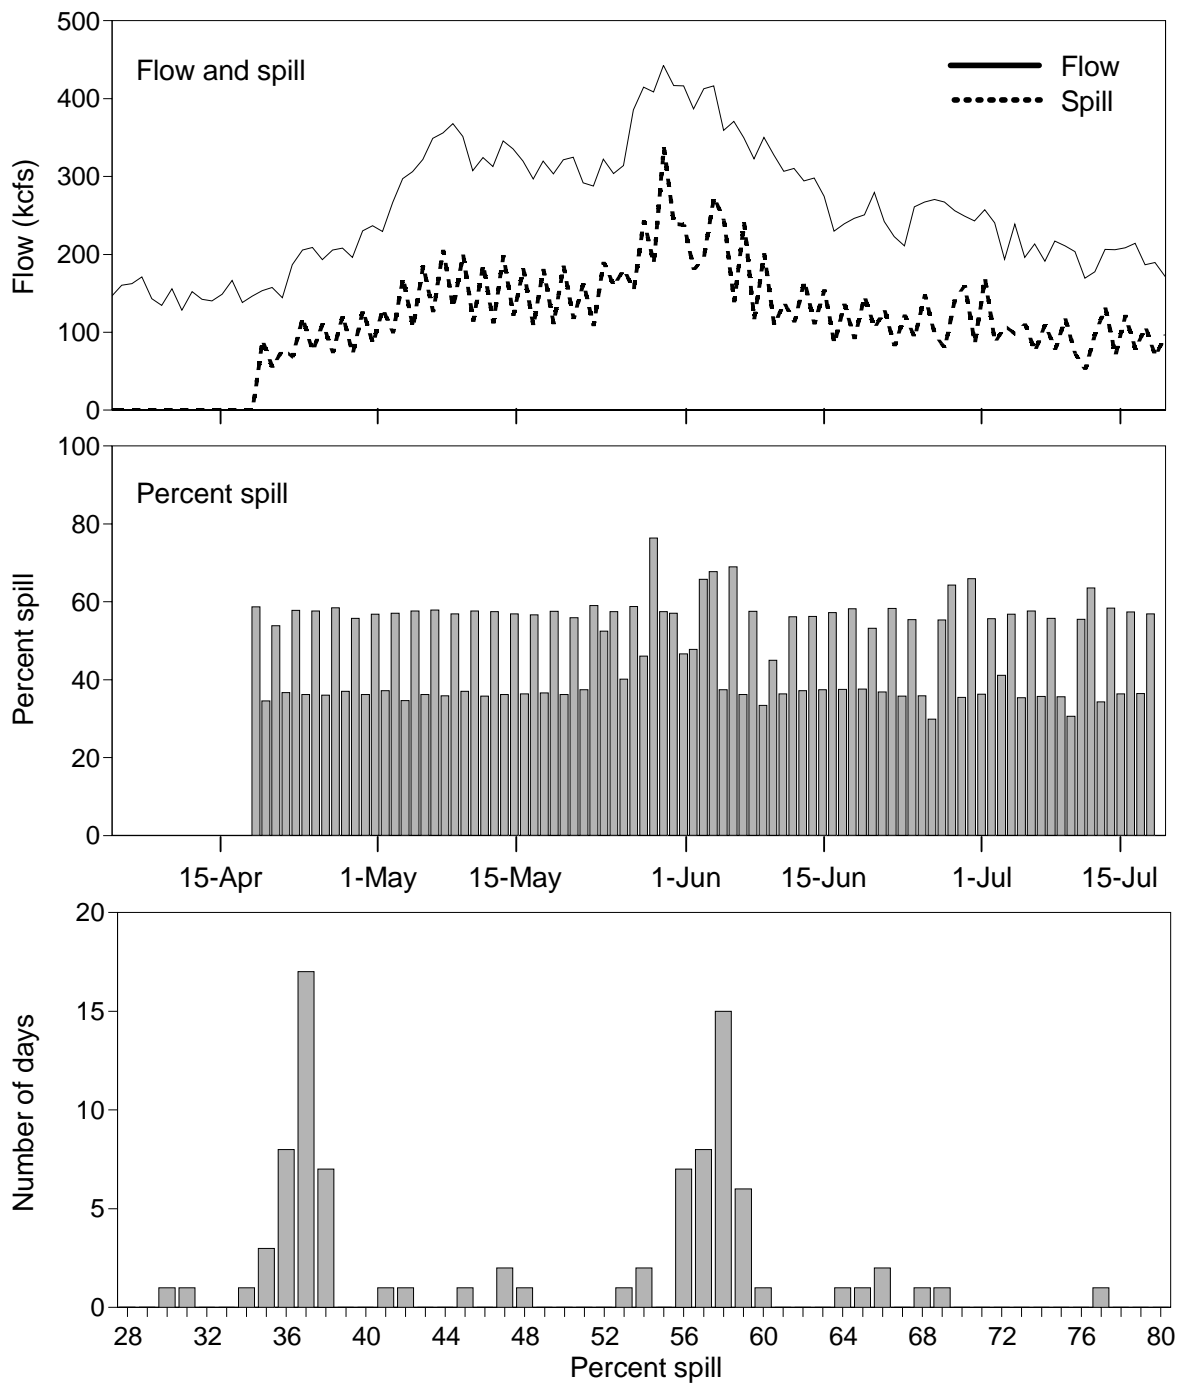 500
Flow and spill
Flow
Spill
400
300
200
100
0
Flow (kcfs)
100
Percent spill
80
60
40
20
0
Percent spill
15-Apr 1-May 15-May 1-Jun 15-Jun 1-Jul 15-Jul
20
15
10
5
0
Number of days
28 32 36 40 44 48 52 56 60 64 68 72 76 80
Percent spill